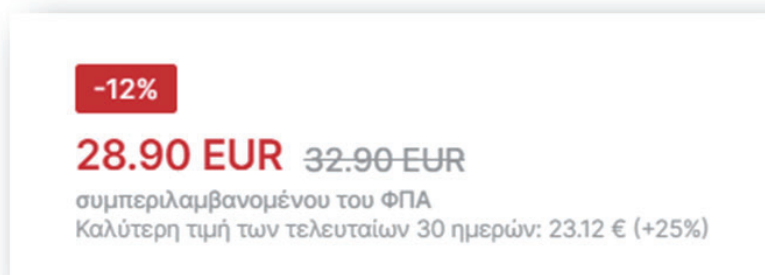 -12%
28.90 EUR 32.90 EUR
συμπεριλαμβανομένου του ΦΠΑ
Καλύτερη τιμή των τελευταίων 30 ημερών: 23.12 € (+25%)